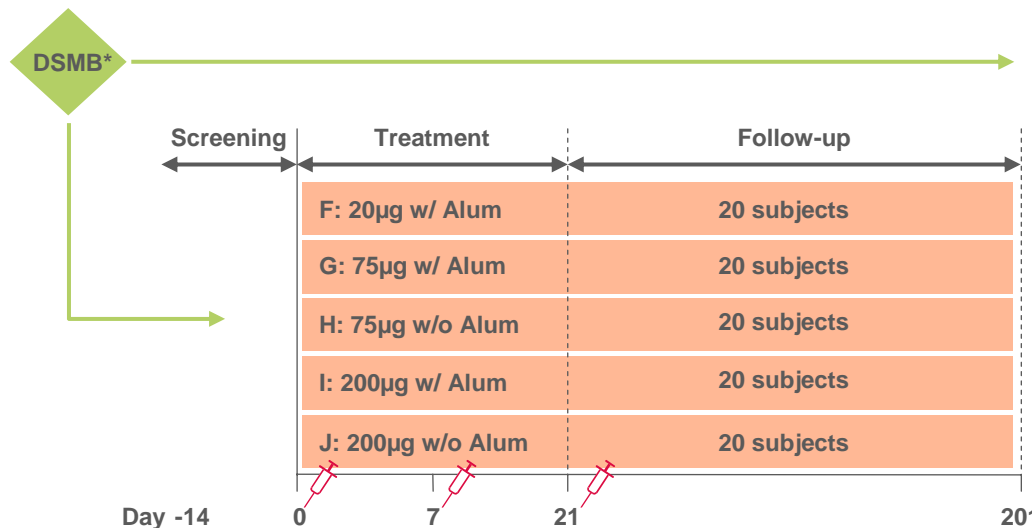 DSMB*
Screening Treatment Follow-up
F: 20µg w/ Alum 20 subjects
G: 75µg w/ Alum 20 subjects
H: 75µg w/o Alum 20 subjects
I: 200µg w/ Alum 20 subjects
J: 200µg w/o Alum 20 subjects
Day -14 0 7 21